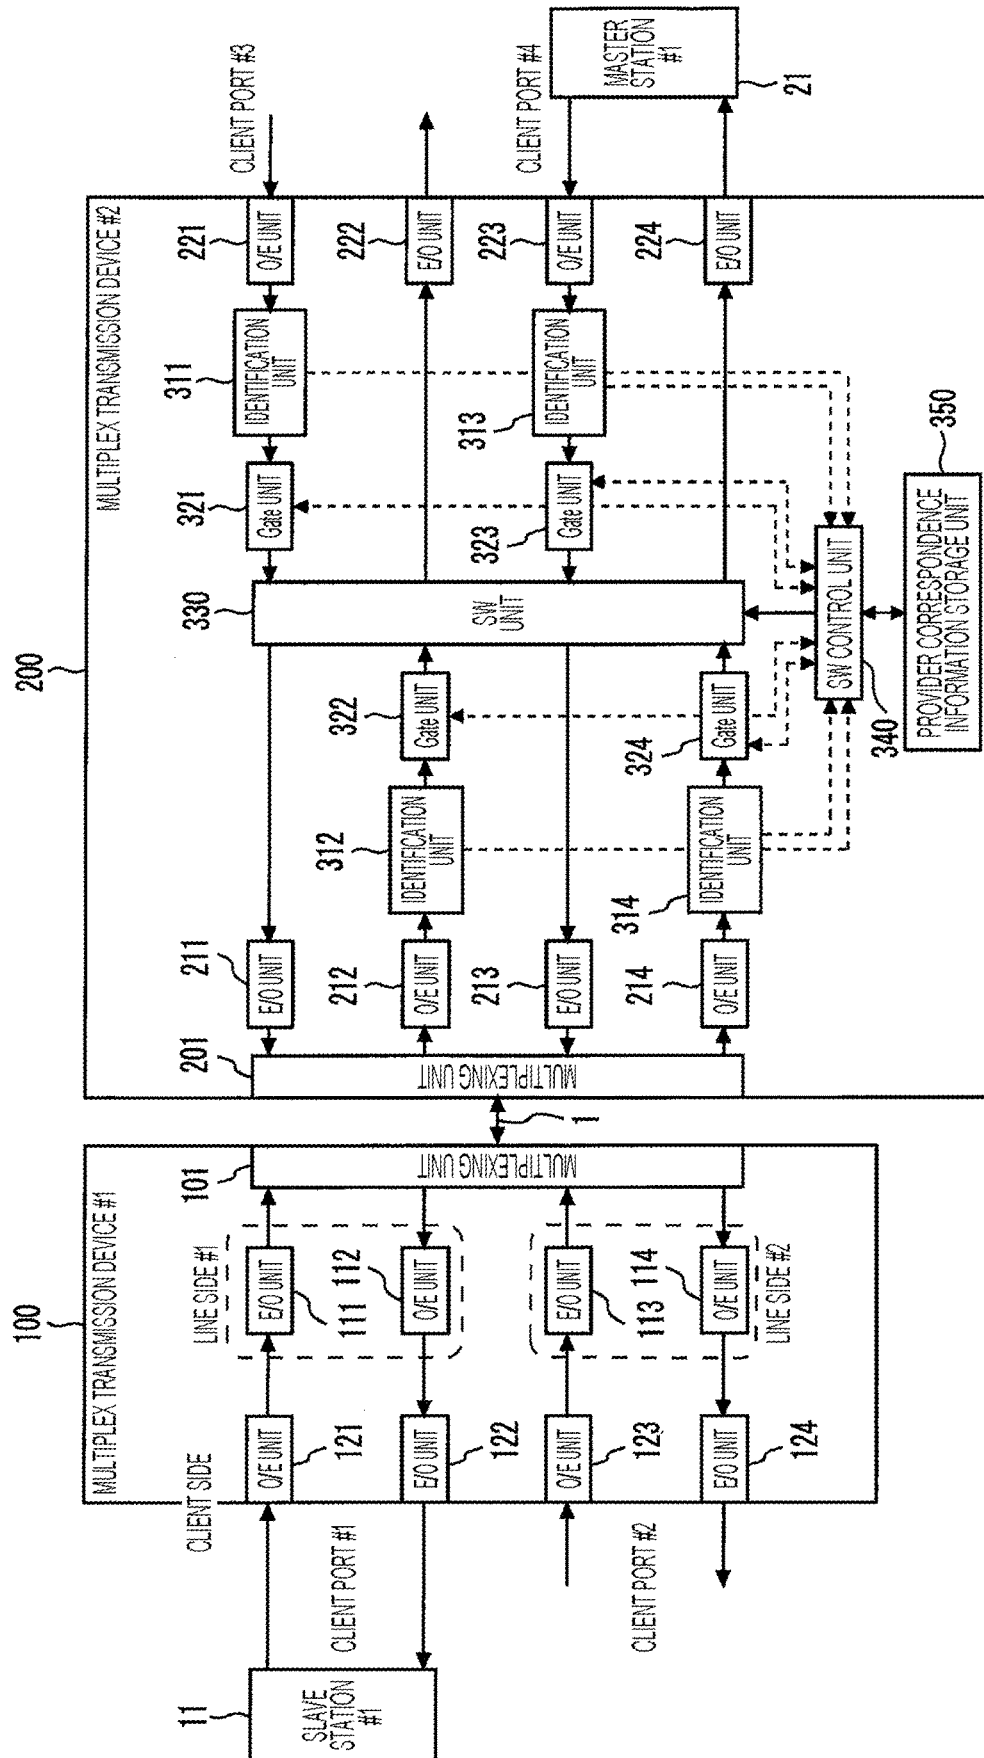 100
MULTIPLEX TRANSMISSION DEVICE #1
11
SLAVE
STATION
#1
CLIENT SIDE
CLIENT PORT #1
CLIENT PORT #2
O/E UNIT
121
E/O UNIT
122
O/E UNIT
123
E/O UNIT
124
LINE SIDE #1
E/O UNIT
111
O/E UNIT
112
E/O UNIT
113
O/E UNIT
114
LINE SIDE #2
101
MULTIPLEXING UNIT
1
200
MULTIPLEX TRANSMISSION DEVICE #2
201
MULTIPLEXING UNIT
211
E/O UNIT
212
O/E UNIT
213
E/O UNIT
214
O/E UNIT
312
IDENTIFICATION
UNIT
314
IDENTIFICATION
UNIT
322
Gate UNIT
324
Gate UNIT
330
SW
UNIT
321
Gate UNIT
323
Gate UNIT
311
IDENTIFICATION
UNIT
313
IDENTIFICATION
UNIT
221
O/E UNIT
222
E/O UNIT
223
O/E UNIT
224
E/O UNIT
340
SW CONTROL UNIT
350
PROVIDER CORRESPONDENCE
INFORMATION STORAGE UNIT
CLIENT PORT #3
CLIENT PORT #4
MASTER
STATION
#1
21